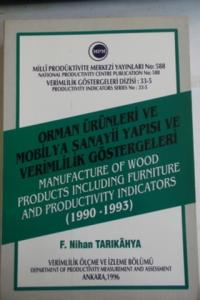 MPM
MİLLİ PRODÜKTİVİTE MERKEZİ YAYINLARI No: 588
NATIONAL PRODUCTIVITY CENTRE PUBLICATION No: 588
VERİMLİLİK GÖSTERGELERİ DİZİSİ : 33-5
PRODUCTIVITY INDICATORS SERIES No : 33-5
ORMAN ÜRÜNLERİ VE
MOBİLYA SANAYİİ YAPISI VE
VERİMLİLİK GÖSTERGELERİ
MANUFACTURE OF WOOD
PRODUCTS INCLUDING FURNITURE
AND PRODUCTIVITY INDICATORS
(1990 -1993)
F. Nihan TARIKÂHYA
VERİMLİLİK ÖLÇME VE İZLEME BÖLÜMÜ
DEPARTMENT OF PRODUCTIVITY MEASUREMENT AND ASSESSMENT
ANKARA, 1996